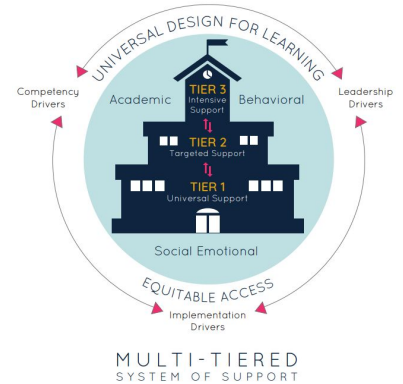 UNIVERSAL DESIGN FOR LEARNING
Competency
Drivers
Leadership
Drivers
Academic
Behavioral
TIER 3
Intensive
Support
TIER 2
Targeted Support
TIER 1
Universal Support
Social Emotional
EQUITABLE ACCESS
Implementation
Drivers
MULTI-TIERED
SYSTEM OF SUPPORT